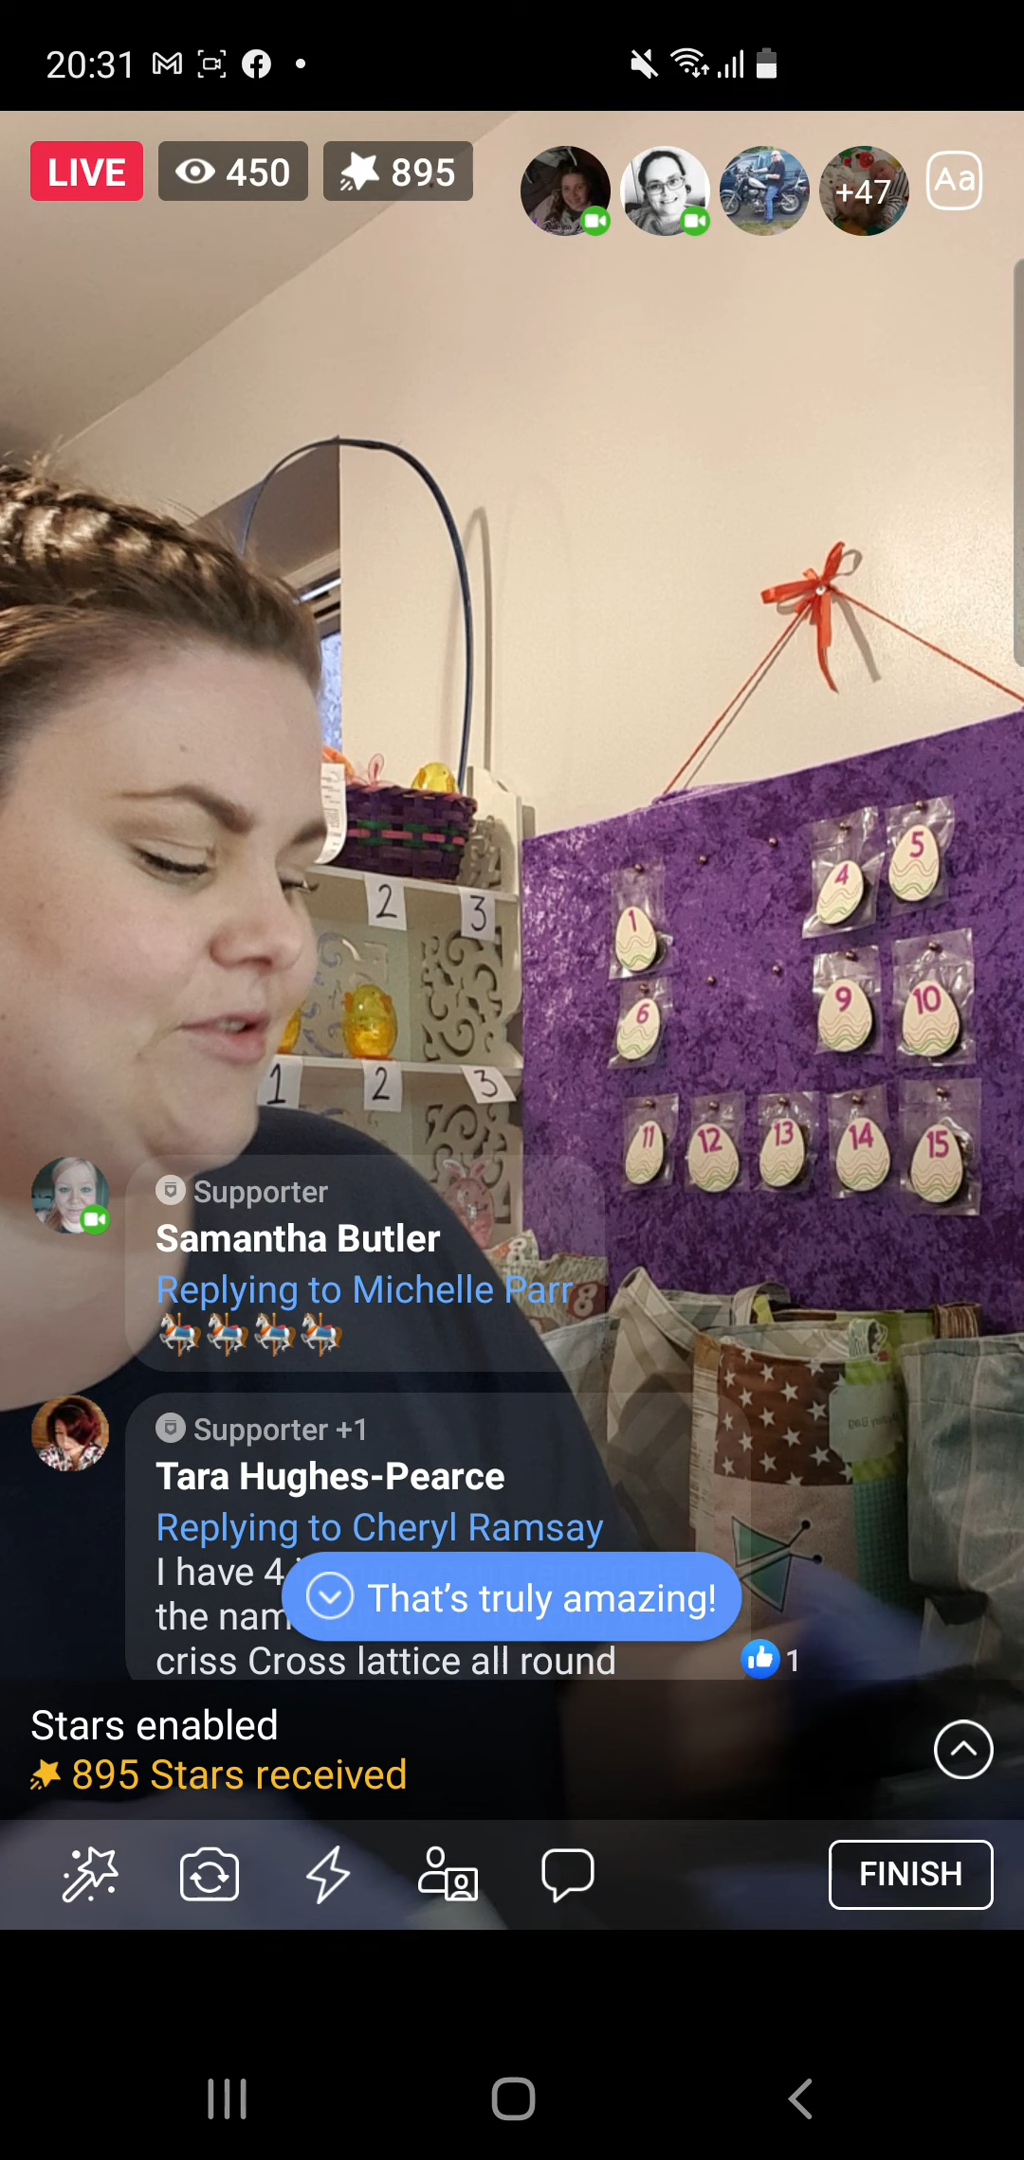 20:31
LIVE 450 895 +47 Aa
5
4
2 3
1
9 10
6
1 2 3
11 12 13 14 15
Supporter
Samantha Butler
Replying to Michelle Parr
8
Supporter +1
Tara Hughes-Pearce
Replying to Cheryl Ramsay
I have 4
the nam
That's truly amazing!
criss Cross lattice all round
1
Stars enabled
895 Stars received
FINISH